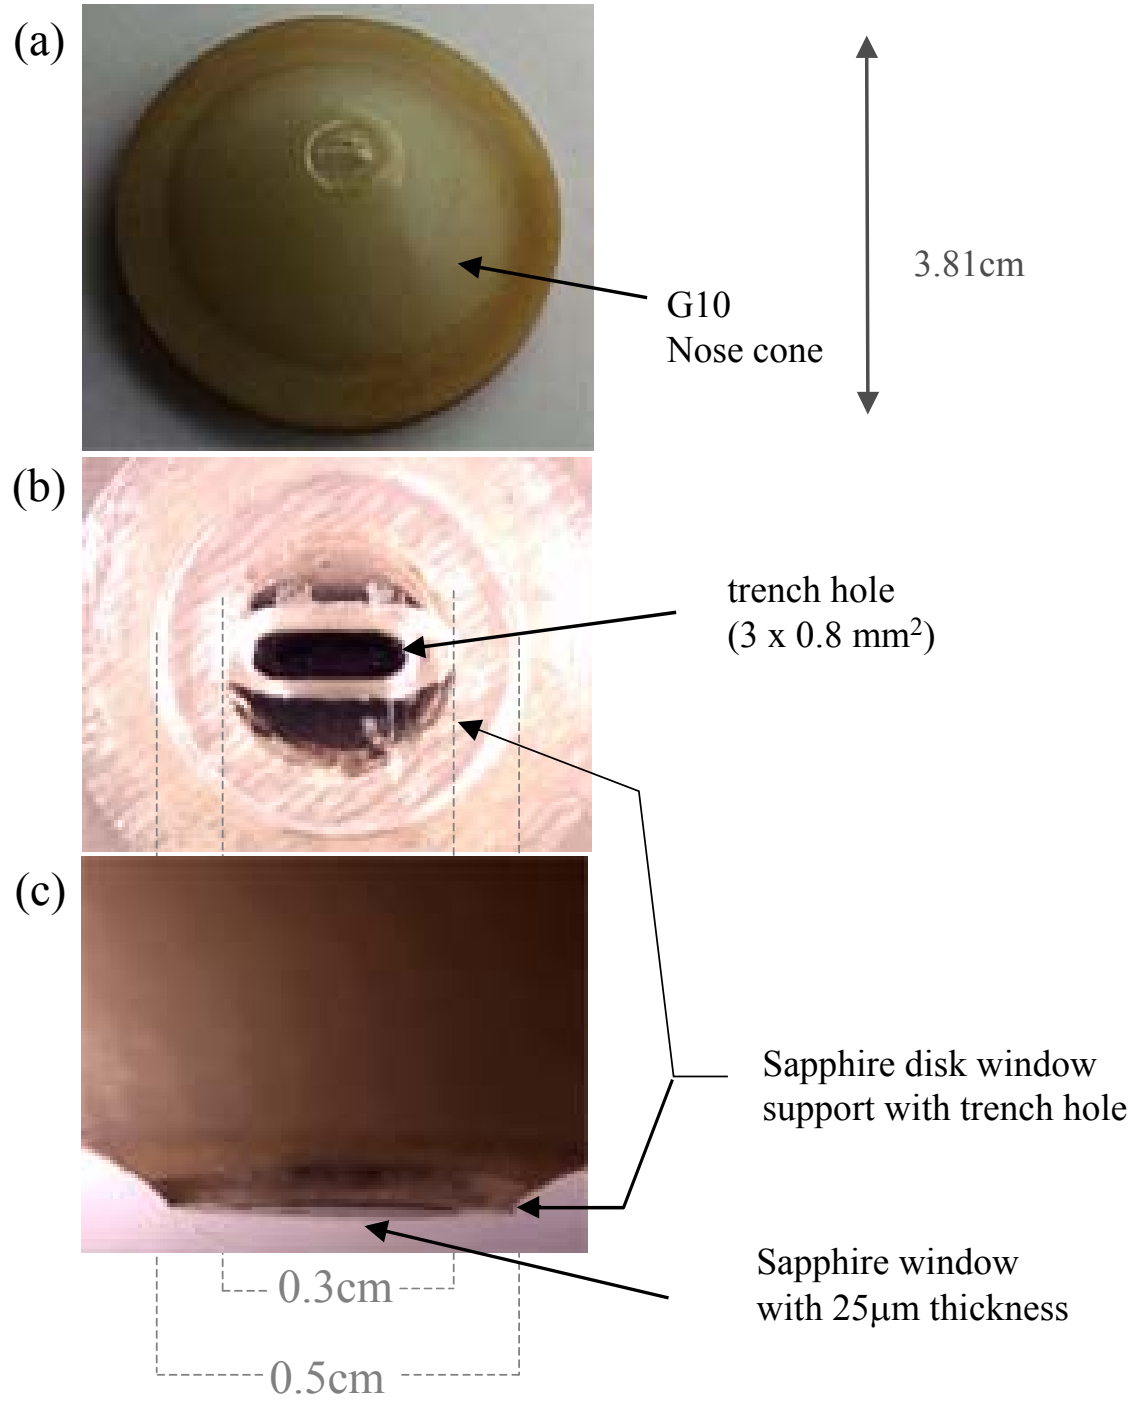 (a)
3.81cm
G10
Nose cone
(b)
trench hole
(3 x 0.8 mm²)
(c)
Sapphire disk window
support with trench hole
Sapphire window
with 25μm thickness
0.3cm
0.5cm